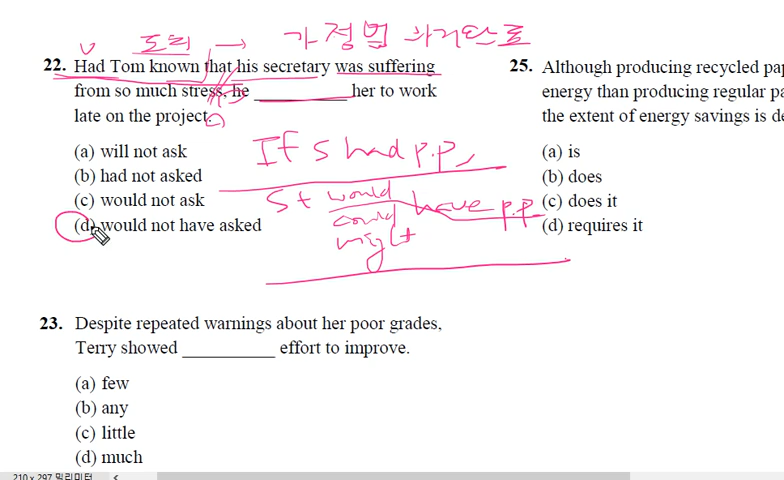 도치 → 가정법 과거완료
22. Had Tom known that his secretary was suffering
from so much stress, he __________ her to work
late on the project.
(a) will not ask
(b) had not asked
(c) would not ask
(d) would not have asked
If S had p.p,
S + would
could have p.p
might
23. Despite repeated warnings about her poor grades,
Terry showed __________ effort to improve.
(a) few
(b) any
(c) little
(d) much
25. Although producing recycled pa
energy than producing regular pa
the extent of energy savings is d
(a) is
(b) does
(c) does it
(d) requires it
210 x 297 밀리미터